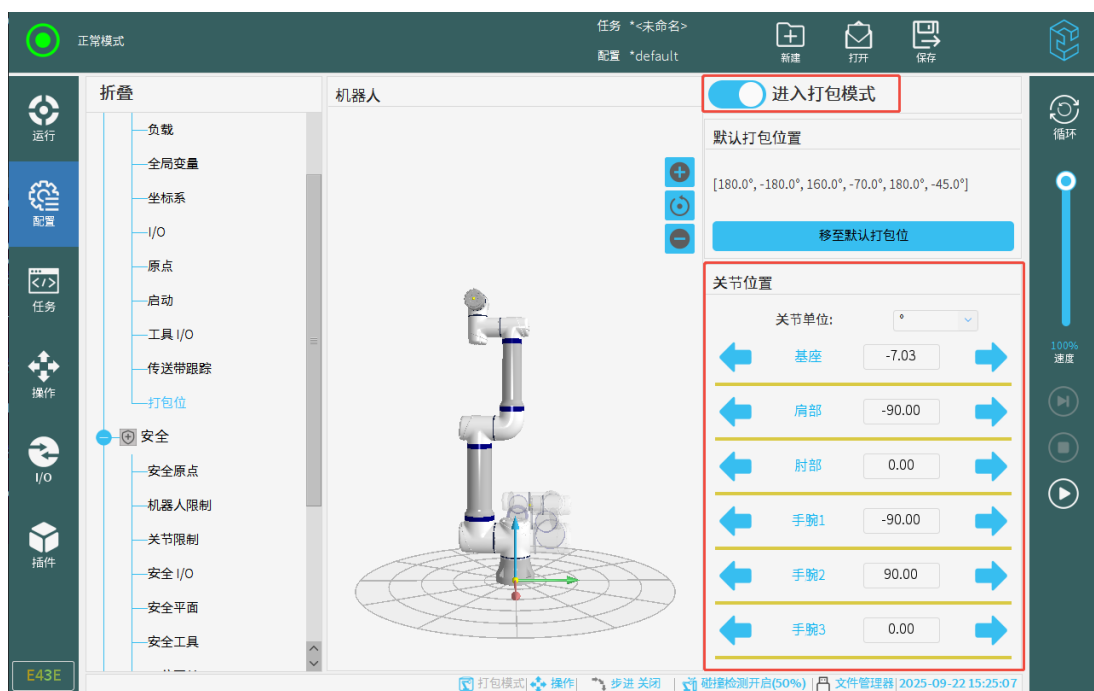 正常模式
任务 *<未命名>
配置 *default
新建
打开
保存
运行
配置
任务
操作
I/O
插件
E43E
折叠
负载
全局变量
坐标系
I/O
原点
启动
工具 I/O
传送带跟踪
打包位
安全
安全原点
机器人限制
关节限制
安全 I/O
安全平面
安全工具
机器人
进入打包模式
默认打包位置
[180.0°, -180.0°, 160.0°, -70.0°, 180.0°, -45.0°]
移至默认打包位
关节位置
关节单位: °
基座 -7.03
肩部 -90.00
肘部 0.00
手腕1 -90.00
手腕2 90.00
手腕3 0.00
循环
100%
速度
打包模式 操作 步进 关闭 碰撞检测开启(50%) 文件管理器 2025-09-22 15:25:07